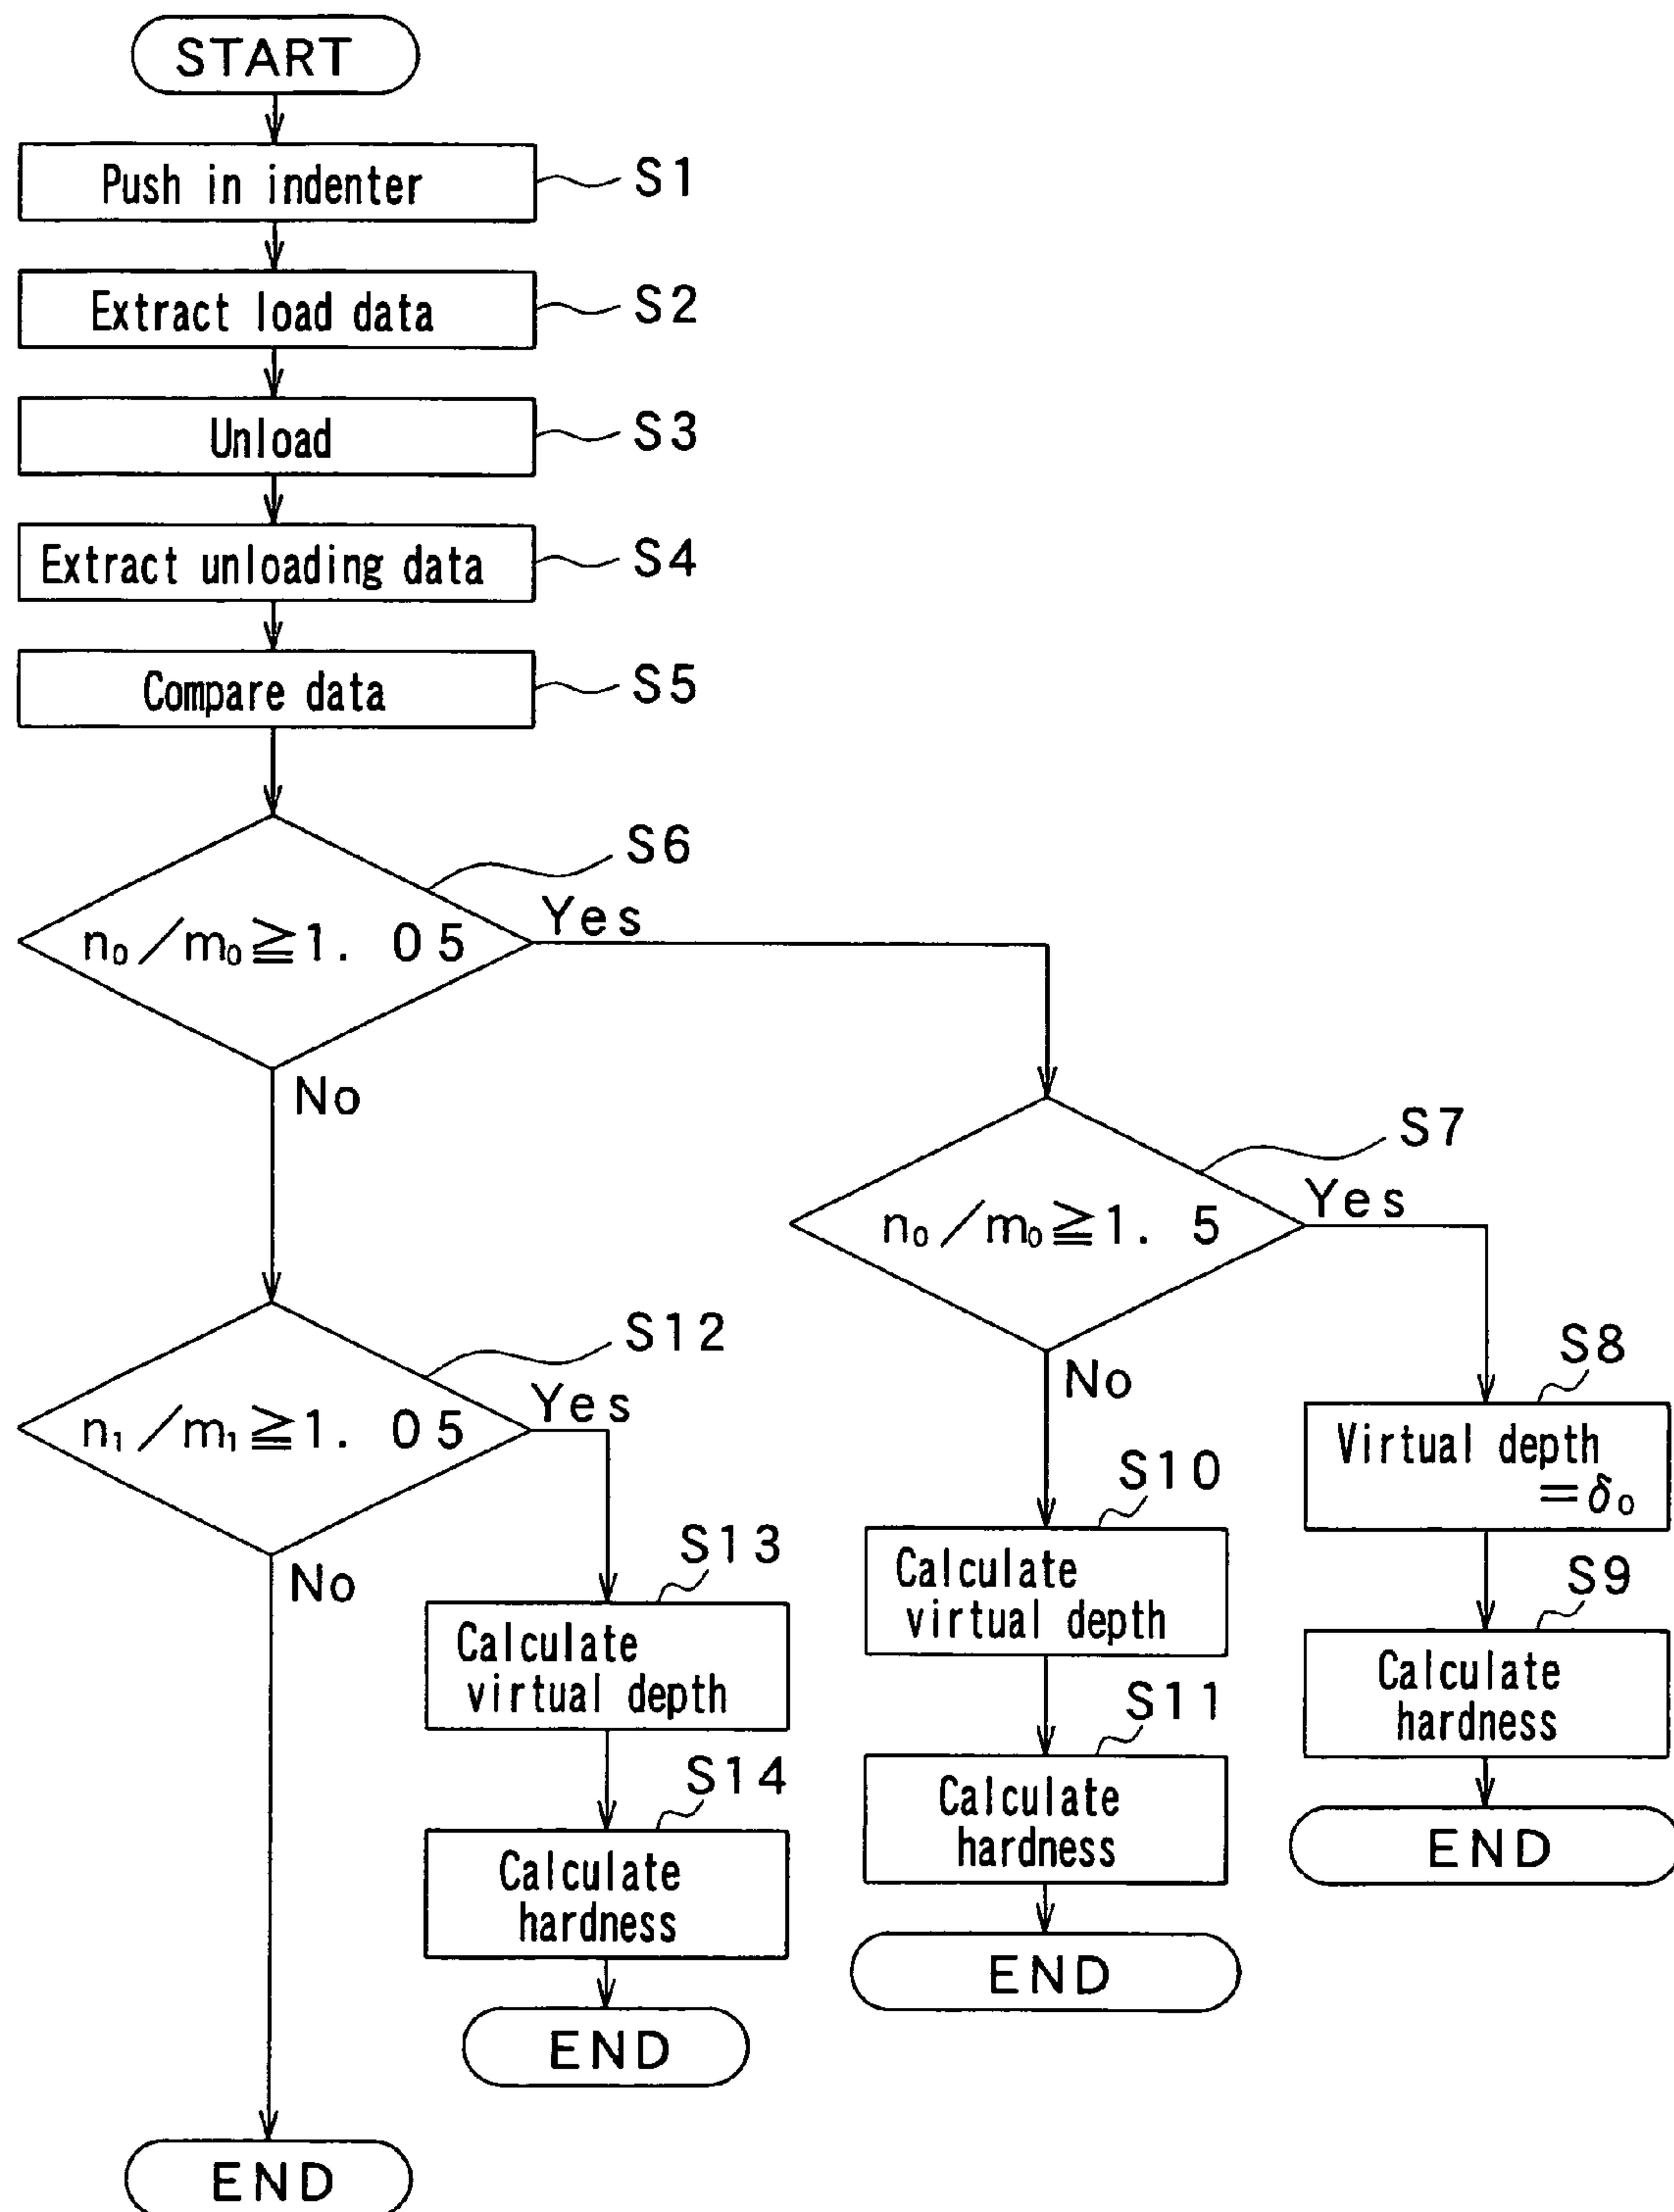 START
Push in indenter
S1
Extract load data
S2
Unload
S3
Extract unloading data
S4
Compare data
S5
S6
n₀/m₀≧1. 05
Yes
No
S7
n₀/m₀≧1. 5
Yes
No
S12
n₁/m₁≧1. 05
Yes
No
S8
Virtual depth
=δ₀
S9
Calculate
hardness
END
S10
Calculate
virtual depth
S11
Calculate
hardness
END
S13
Calculate
virtual depth
S14
Calculate
hardness
END
END